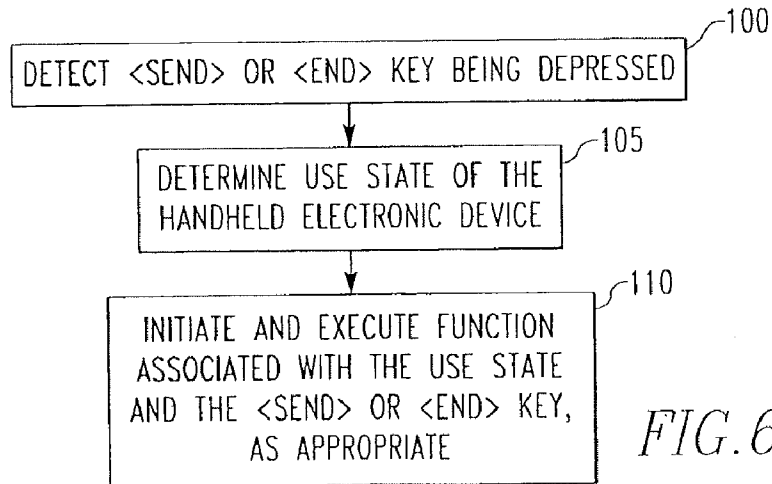 100
DETECT <SEND> OR <END> KEY BEING DEPRESSED
105
DETERMINE USE STATE OF THE
HANDHELD ELECTRONIC DEVICE
110
INITIATE AND EXECUTE FUNCTION
ASSOCIATED WITH THE USE STATE
AND THE <SEND> OR <END> KEY,
AS APPROPRIATE
FIG.6